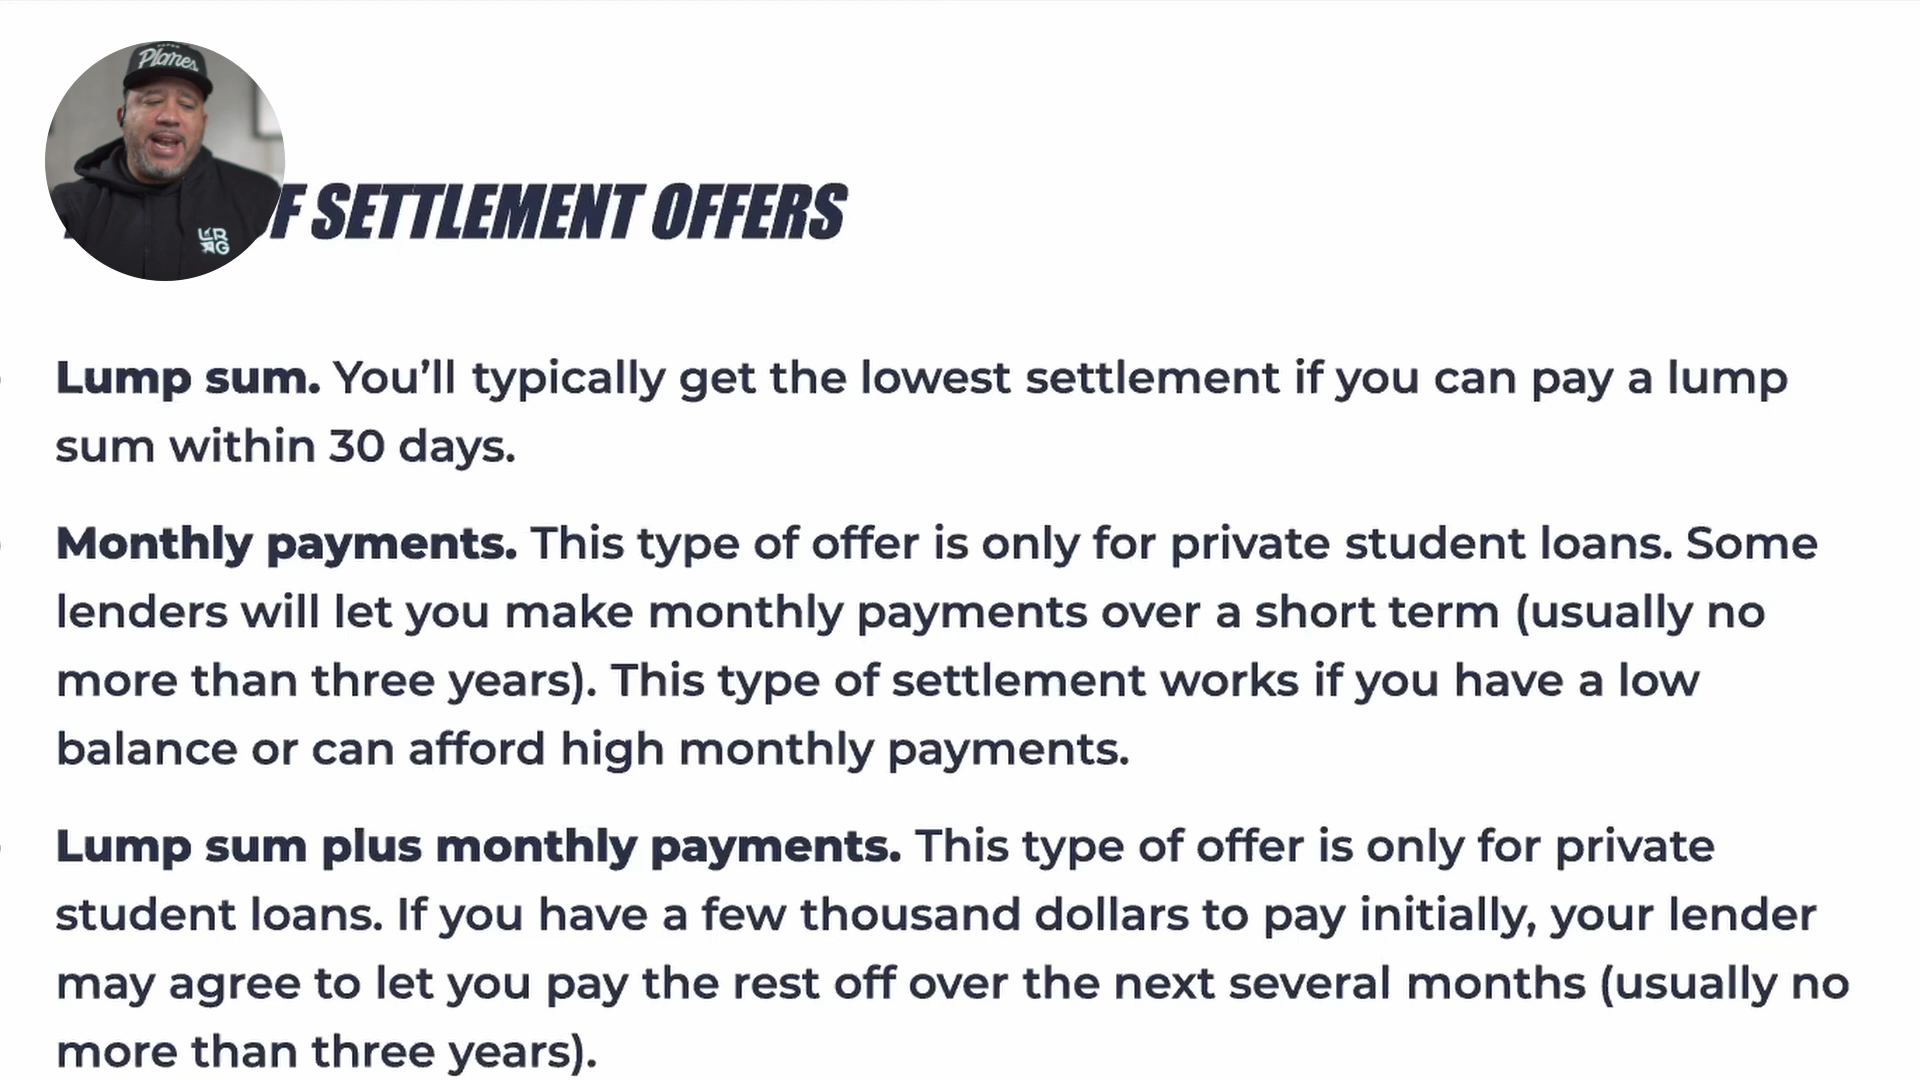 Planes
LR
G
F SETTLEMENT OFFERS
Lump sum. You’ll typically get the lowest settlement if you can pay a lump
sum within 30 days.
Monthly payments. This type of offer is only for private student loans. Some
lenders will let you make monthly payments over a short term (usually no
more than three years). This type of settlement works if you have a low
balance or can afford high monthly payments.
Lump sum plus monthly payments. This type of offer is only for private
student loans. If you have a few thousand dollars to pay initially, your lender
may agree to let you pay the rest off over the next several months (usually no
more than three years).